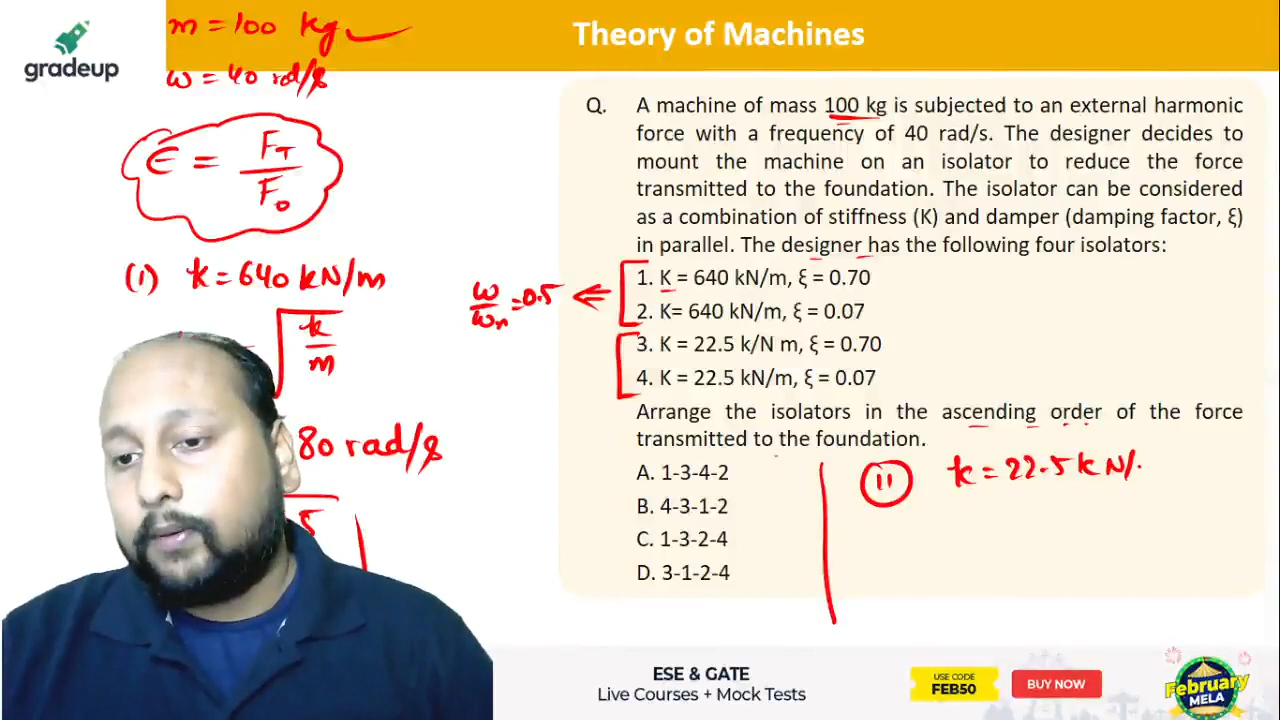 m = 100 kg
gradeup
Theory of Machines
ω = 40 rad/s
ϵ = F_T / F_0
(1) k = 640 kN/m
k
m
80 rad/s
5
ω/ω_n = 0.5
Q. A machine of mass 100 kg is subjected to an external harmonic
force with a frequency of 40 rad/s. The designer decides to
mount the machine on an isolator to reduce the force
transmitted to the foundation. The isolator can be considered
as a combination of stiffness (K) and damper (damping factor, ξ)
in parallel. The designer has the following four isolators:
1. K = 640 kN/m, ξ = 0.70
2. K= 640 kN/m, ξ = 0.07
3. K = 22.5 k/N m, ξ = 0.70
4. K = 22.5 kN/m, ξ = 0.07
Arrange the isolators in the ascending order of the force
transmitted to the foundation.
A. 1-3-4-2
B. 4-3-1-2
C. 1-3-2-4
D. 3-1-2-4
(11) k = 22.5 kN/.
ESE & GATE
Live Courses + Mock Tests
USE CODE
FEB50
BUY NOW
February
MELA